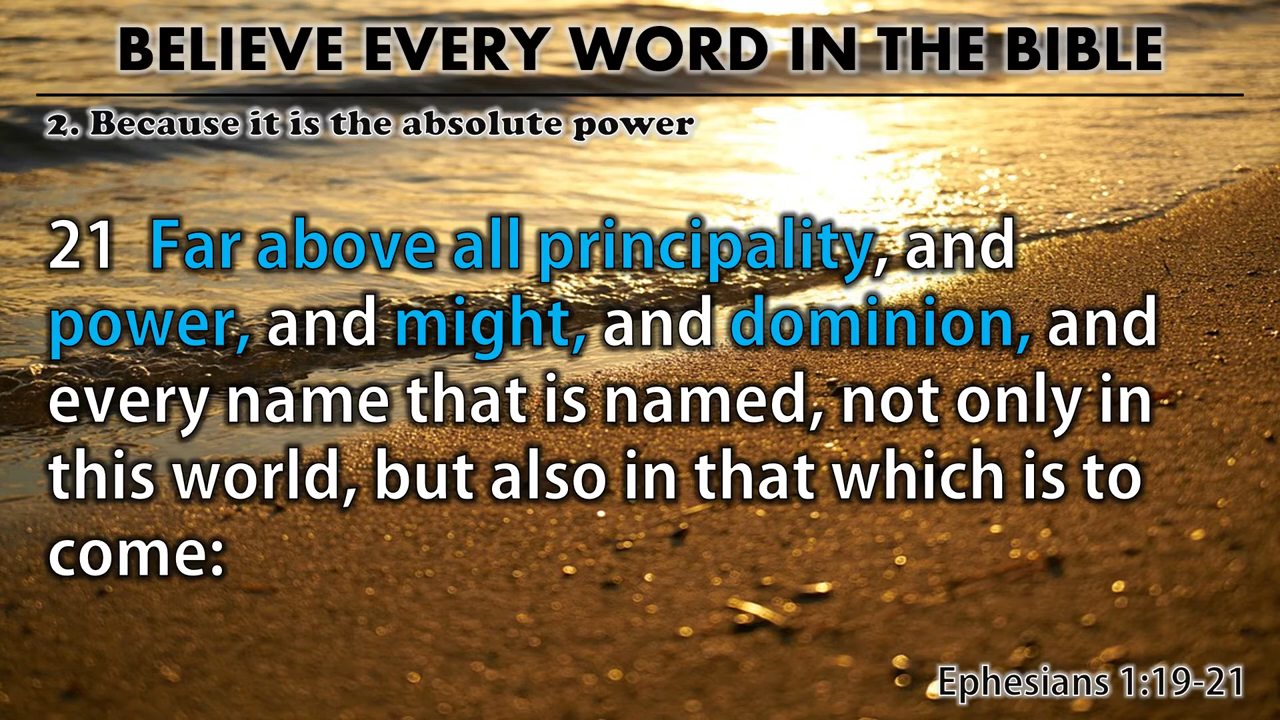 BELIEVE EVERY WORD IN THE BIBLE
2. Because it is the absolute power
21 Far above all principality, and
power, and might, and dominion, and
every name that is named, not only in
this world, but also in that which is to
come:
Ephesians 1:19-21